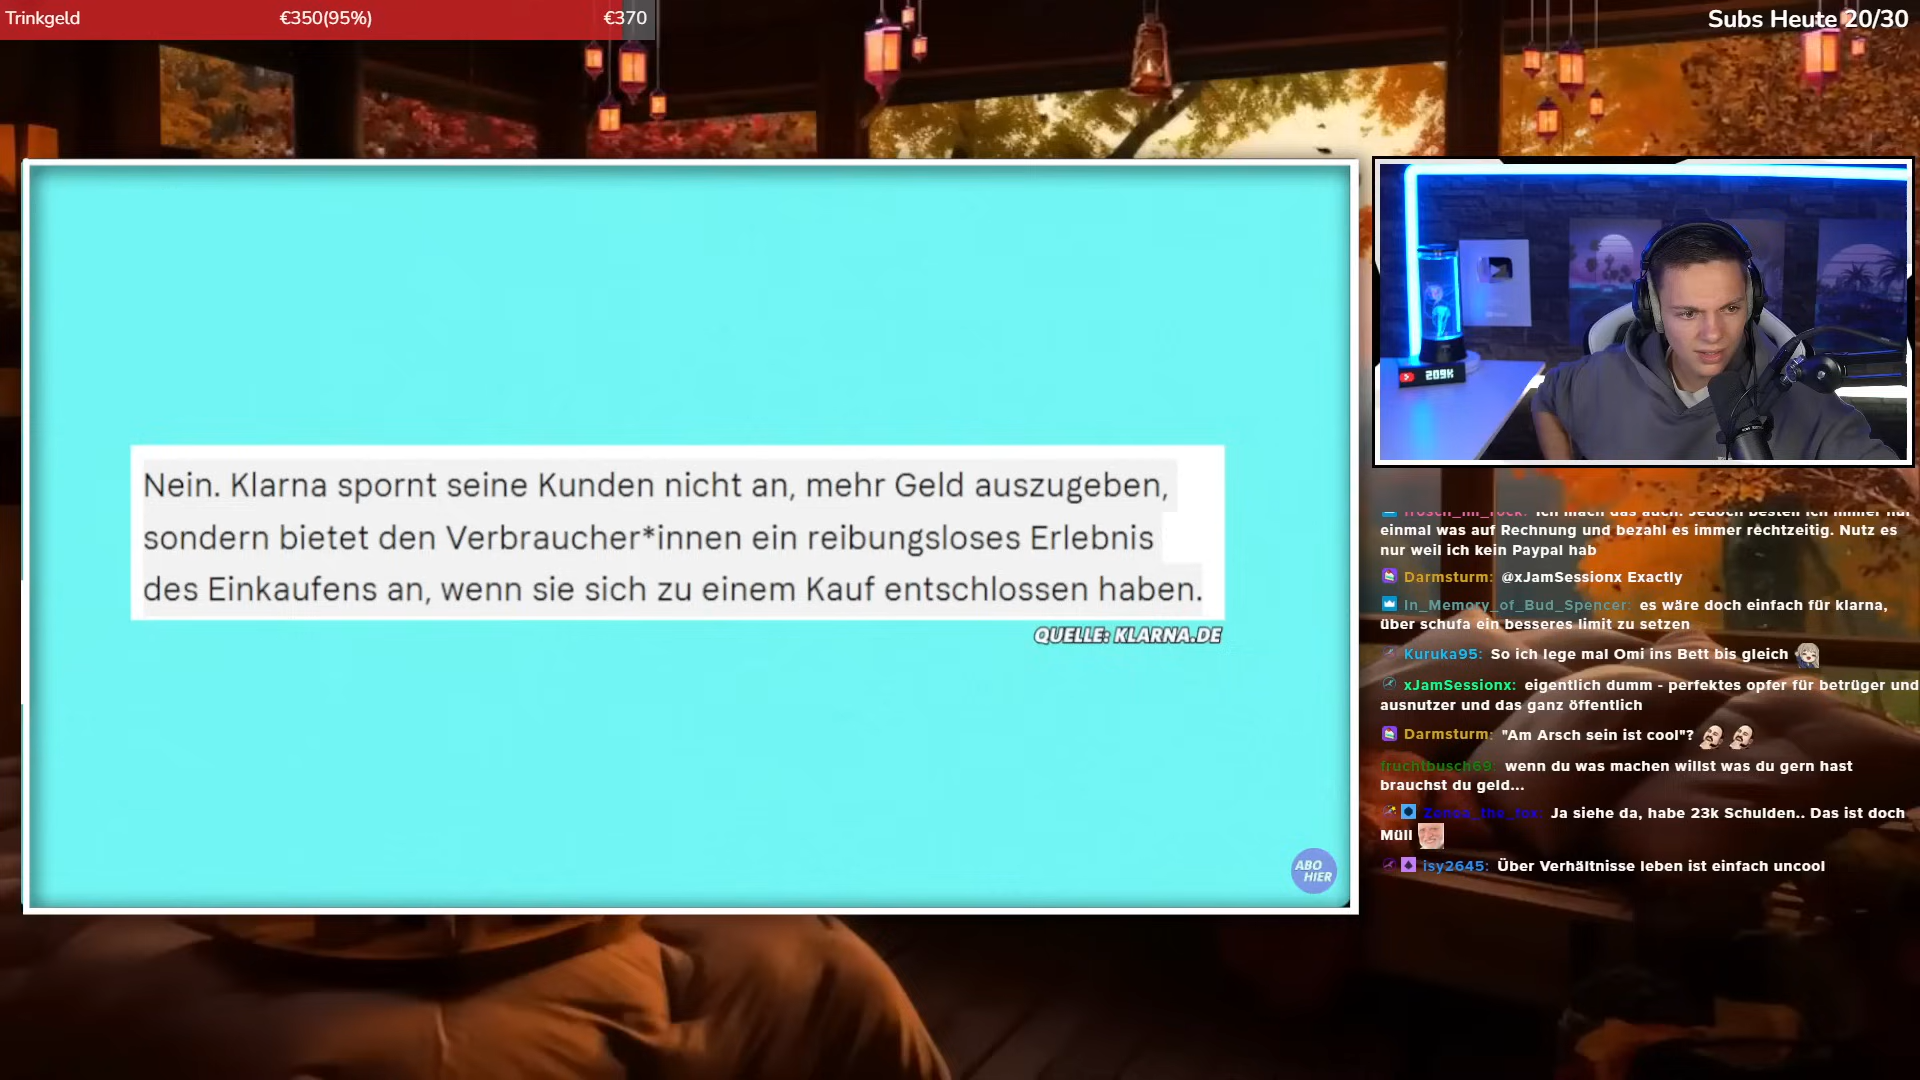 Trinkgeld €350(95%) €370
Subs Heute 20/30
Nein. Klarna spornt seine Kunden nicht an, mehr Geld auszugeben,
sondern bietet den Verbraucher*innen ein reibungsloses Erlebnis
des Einkaufens an, wenn sie sich zu einem Kauf entschlossen haben.
QUELLE: KLARNA.DE
ABO
HIER
209K
einmal was auf Rechnung und bezahl es immer rechtzeitig. Nutz es
nur weil ich kein Paypal hab
Darmsturm: @xJamSessionx Exactly
In_Memory_of_Bud_Spencer: es wäre doch einfach für klarna,
über schufa ein besseres limit zu setzen
Kuruka95: So ich lege mal Omi ins Bett bis gleich
xJamSessionx: eigentlich dumm - perfektes opfer für betrüger und
ausnutzer und das ganz öffentlich
Darmsturm: "Am Arsch sein ist cool"?
fruchtbusch69: wenn du was machen willst was du gern hast
brauchst du geld...
Ja siehe da, habe 23k Schulden.. Das ist doch
Müll
isy2645: Über Verhältnisse leben ist einfach uncool